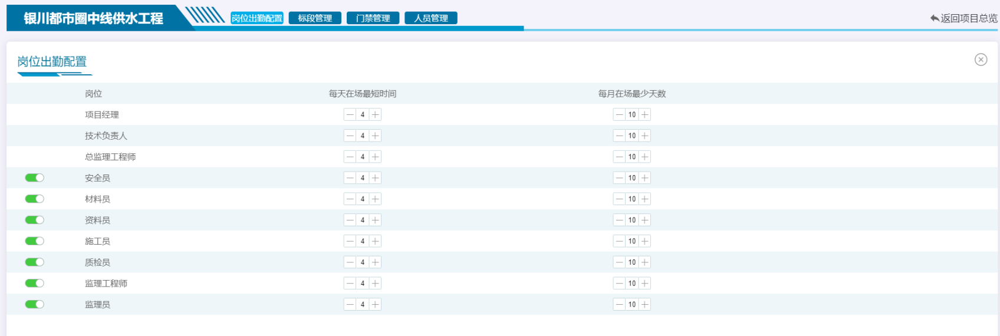 银川都市圈中线供水工程 岗位出勤配置 标段管理 门禁管理 人员管理 返回项目总览
岗位出勤配置
岗位 每天在场最短时间 每月在场最少天数
项目经理 4 10
技术负责人 4 10
总监理工程师 4 10
安全员 4 10
材料员 4 10
资料员 4 10
施工员 4 10
质检员 4 10
监理工程师 4 10
监理员 4 10